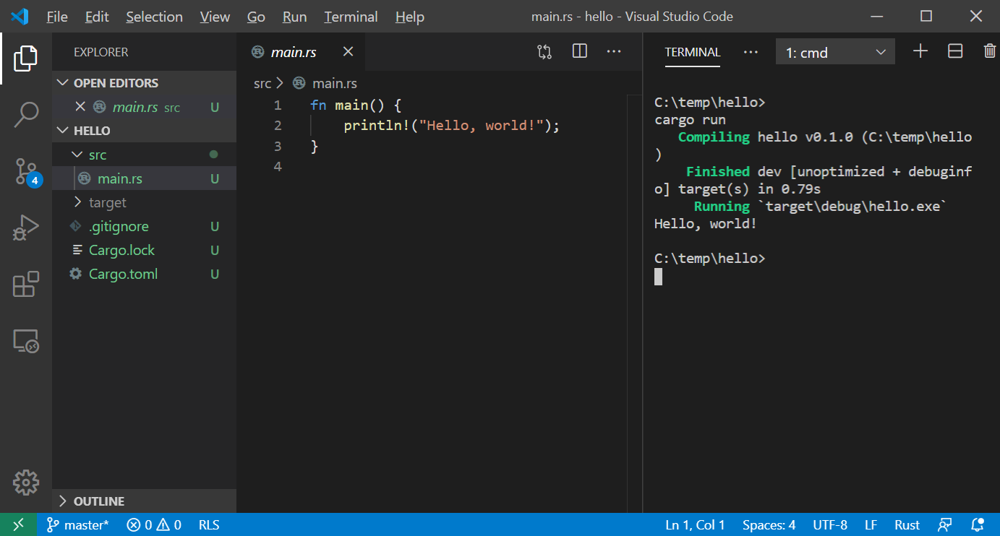 File Edit Selection View Go Run Terminal Help main.rs - hello - Visual Studio Code
EXPLORER
OPEN EDITORS
main.rs src U
HELLO
src
main.rs U
target
.gitignore U
Cargo.lock U
Cargo.toml U
OUTLINE
4
main.rs
src main.rs
1 fn main() {
2     println!("Hello, world!");
3 }
4
TERMINAL 1: cmd
C:\temp\hello>
cargo run
   Compiling hello v0.1.0 (C:\temp\hello
)
    Finished dev [unoptimized + debuginf
o] target(s) in 0.79s
     Running `target\debug\hello.exe`
Hello, world!
C:\temp\hello>
master* 0 0 RLS Ln 1, Col 1 Spaces: 4 UTF-8 LF Rust